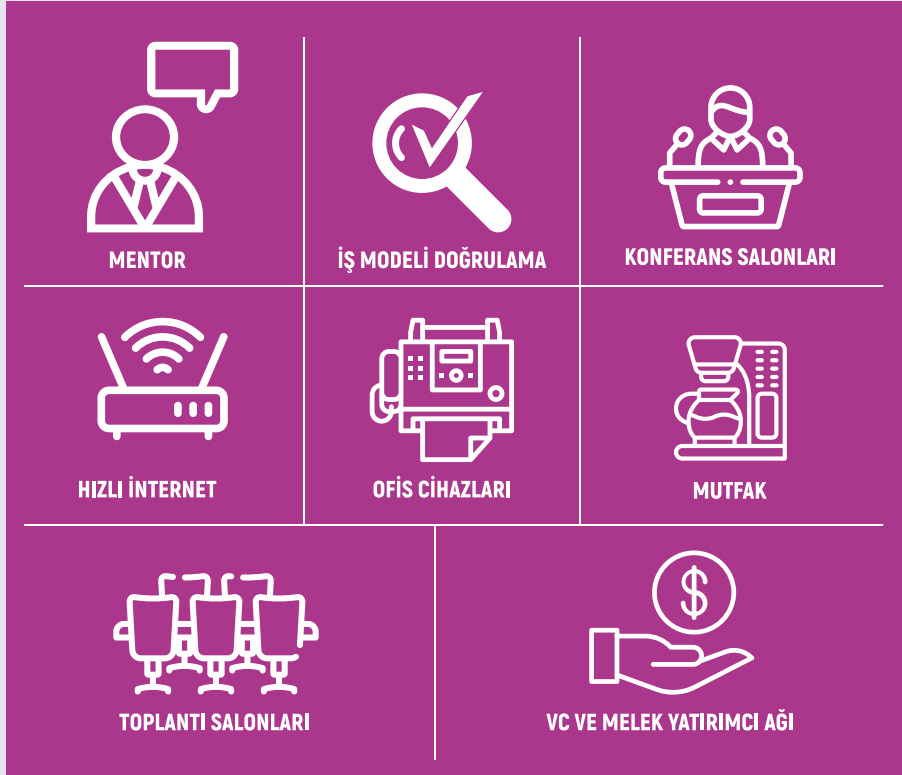 MENTOR
İŞ MODELİ DOĞRULAMA
KONFERANS SALONLARI
HIZLI İNTERNET
OFİS CİHAZLARI
MUTFAK
$
TOPLANTI SALONLARI
VC VE MELEK YATIRIMCI AĞI